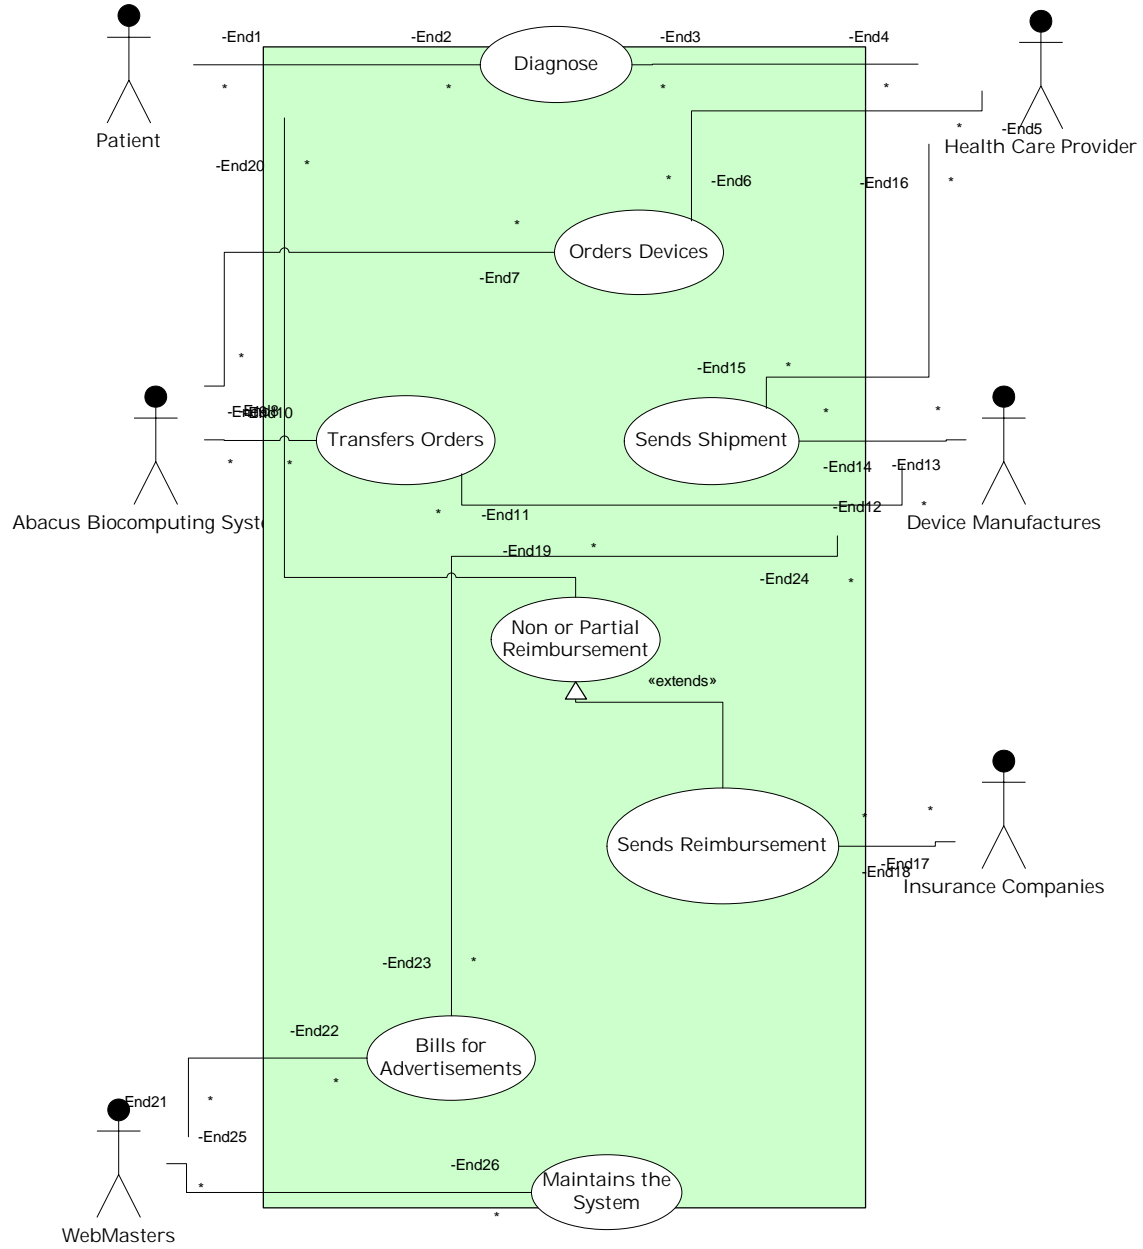 -End1
-End2
-End3
-End4
Diagnose
*
*
*
*
Patient
*
-End5
Health Care Provider
-End20
*
*
-End6
-End16
*
*
Orders Devices
-End7
*
-End15
*
-End8
-End10
*
*
Transfers Orders
Sends Shipment
*
*
-End14
-End13
Abacus Biocomputing Syste
*
-End11
-End12
*
Device Manufactures
-End19
*
-End24
*
Non or Partial
Reimbursement
«extends»
*
*
Sends Reimbursement
-End17
-End18
Insurance Companies
-End23
*
-End22
Bills for
Advertisements
*
End21
*
-End25
-End26
Maintains the
System
*
*
WebMasters